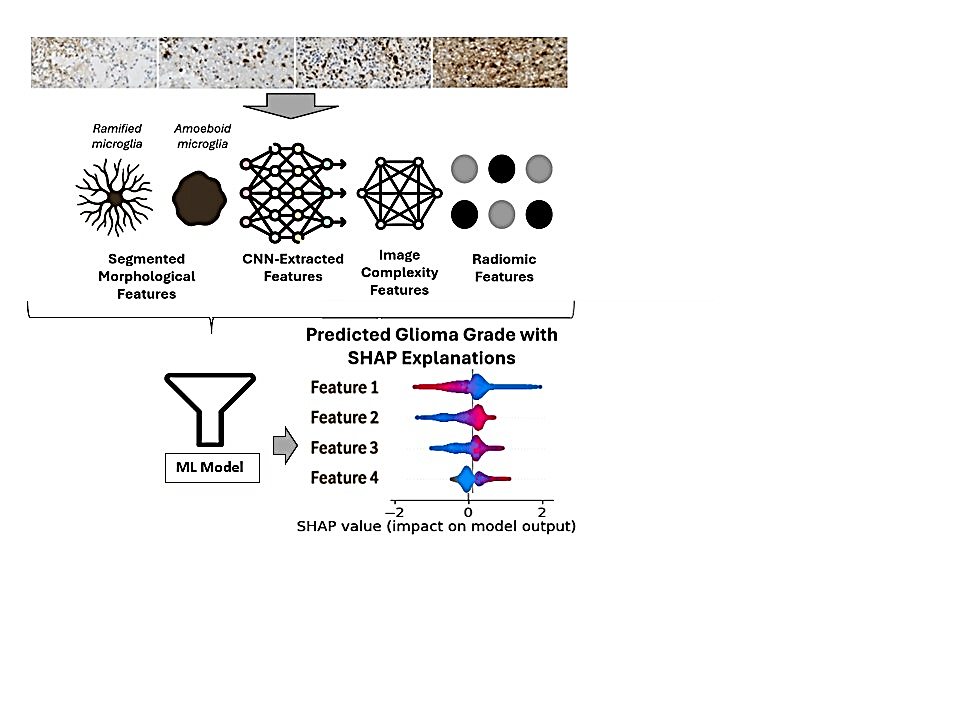 Ramified
microglia
Amoeboid
microglia
Segmented
Morphological
Features
CNN-Extracted
Features
Image
Complexity
Features
Radiomic
Features
Predicted Glioma Grade with
SHAP Explanations
Feature 1
Feature 2
Feature 3
Feature 4
ML Model
−2 0 2
SHAP value (impact on model output)